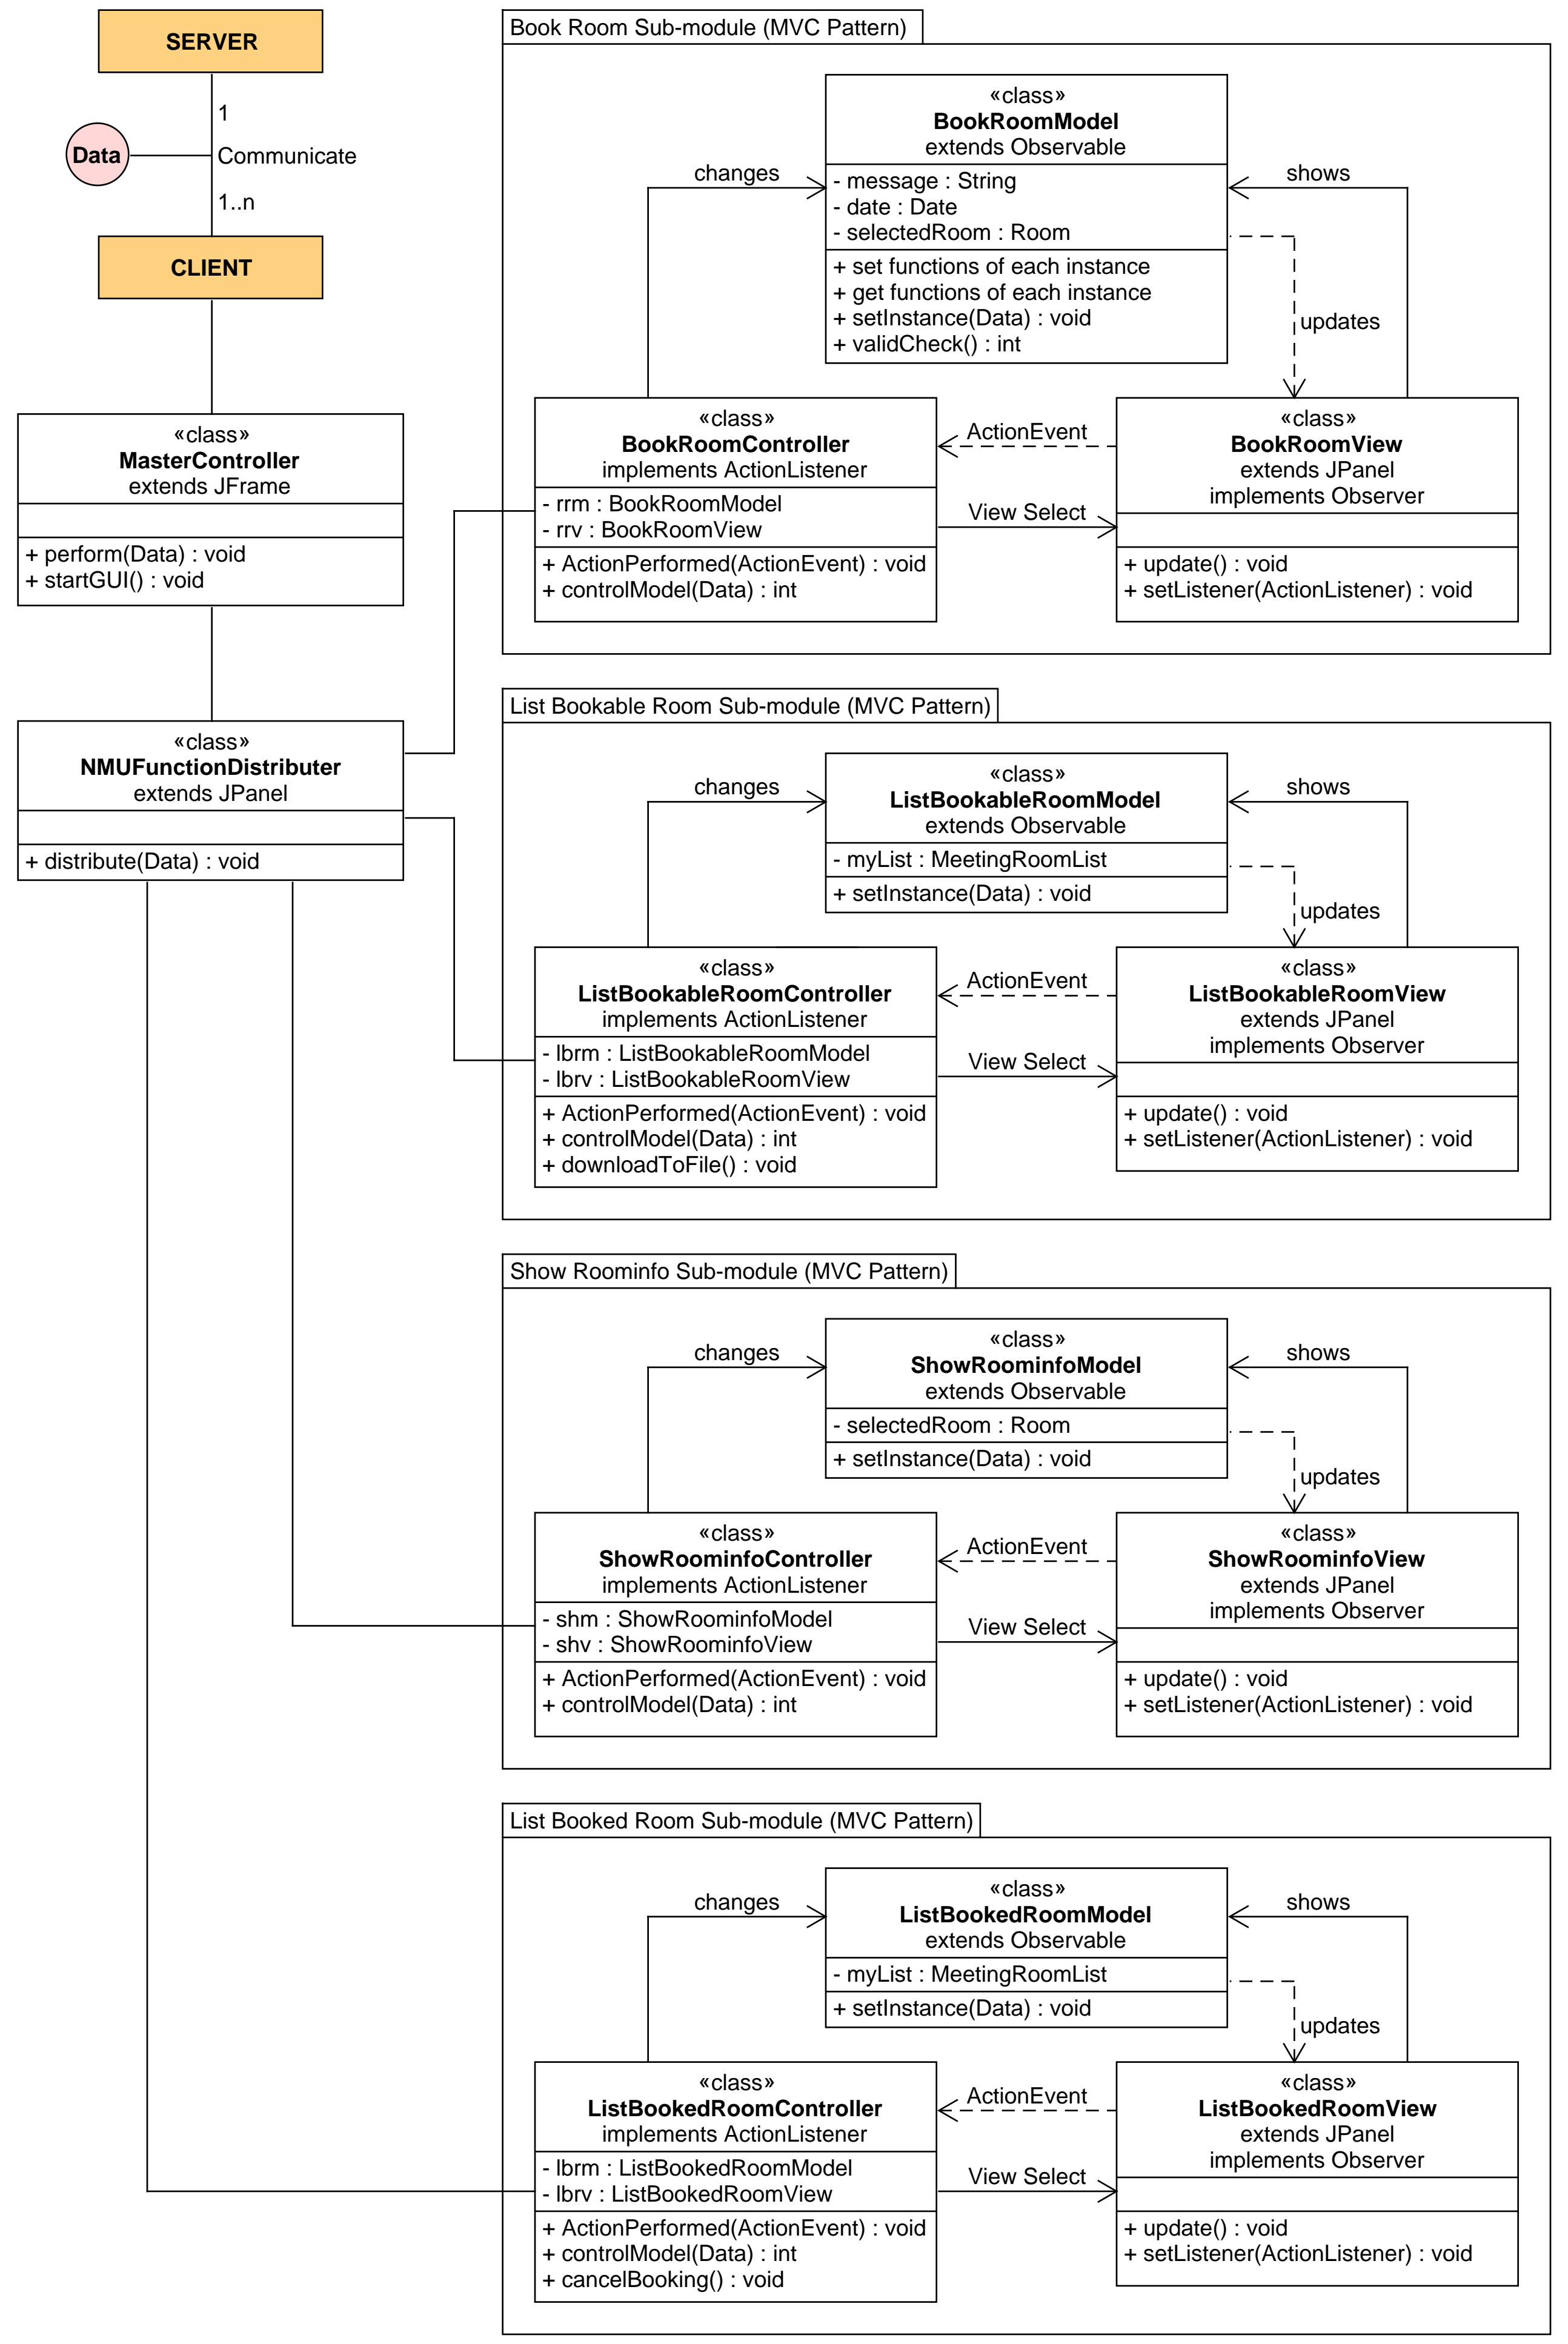 SERVER
1
Data
Communicate
1..n
CLIENT
«class»
MasterController
extends JFrame
+ perform(Data) : void
+ startGUI() : void
«class»
NMUFunctionDistributer
extends JPanel
+ distribute(Data) : void
Book Room Sub-module (MVC Pattern)
«class»
BookRoomModel
extends Observable
- message : String
- date : Date
- selectedRoom : Room
+ set functions of each instance
+ get functions of each instance
+ setInstance(Data) : void
+ validCheck() : int
changes
shows
updates
«class»
BookRoomController
implements ActionListener
- rrm : BookRoomModel
- rrv : BookRoomView
+ ActionPerformed(ActionEvent) : void
+ controlModel(Data) : int
ActionEvent
View Select
«class»
BookRoomView
extends JPanel
implements Observer
+ update() : void
+ setListener(ActionListener) : void
List Bookable Room Sub-module (MVC Pattern)
«class»
ListBookableRoomModel
extends Observable
- myList : MeetingRoomList
+ setInstance(Data) : void
changes
shows
updates
«class»
ListBookableRoomController
implements ActionListener
- lbrm : ListBookableRoomModel
- lbrv : ListBookableRoomView
+ ActionPerformed(ActionEvent) : void
+ controlModel(Data) : int
+ downloadToFile() : void
ActionEvent
View Select
«class»
ListBookableRoomView
extends JPanel
implements Observer
+ update() : void
+ setListener(ActionListener) : void
Show Roominfo Sub-module (MVC Pattern)
«class»
ShowRoominfoModel
extends Observable
- selectedRoom : Room
+ setInstance(Data) : void
changes
shows
updates
«class»
ShowRoominfoController
implements ActionListener
- shm : ShowRoominfoModel
- shv : ShowRoominfoView
+ ActionPerformed(ActionEvent) : void
+ controlModel(Data) : int
ActionEvent
View Select
«class»
ShowRoominfoView
extends JPanel
implements Observer
+ update() : void
+ setListener(ActionListener) : void
List Booked Room Sub-module (MVC Pattern)
«class»
ListBookedRoomModel
extends Observable
- myList : MeetingRoomList
+ setInstance(Data) : void
changes
shows
updates
«class»
ListBookedRoomController
implements ActionListener
- lbrm : ListBookedRoomModel
- lbrv : ListBookedRoomView
+ ActionPerformed(ActionEvent) : void
+ controlModel(Data) : int
+ cancelBooking() : void
ActionEvent
View Select
«class»
ListBookedRoomView
extends JPanel
implements Observer
+ update() : void
+ setListener(ActionListener) : void